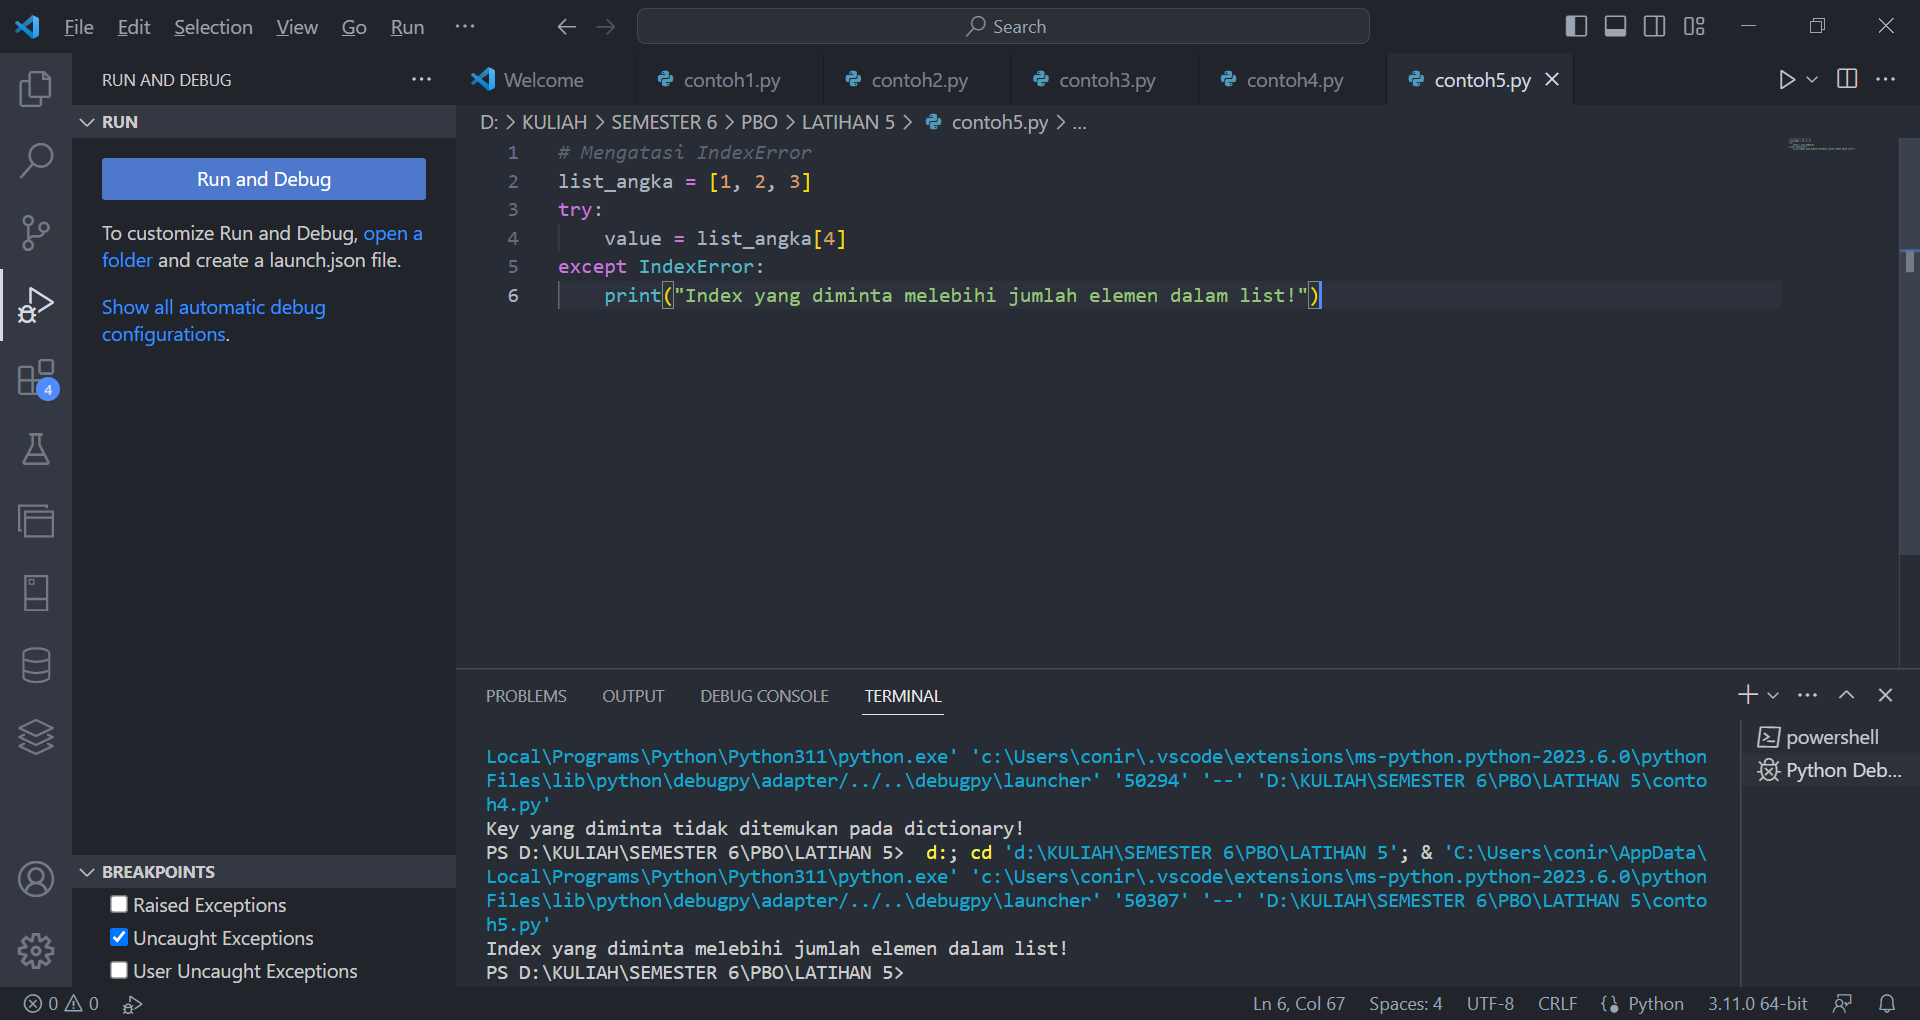 File Edit Selection View Go Run ··· Search
RUN AND DEBUG ···
Welcome contoh1.py contoh2.py contoh3.py contoh4.py contoh5.py
RUN
Run and Debug
To customize Run and Debug, open a
folder and create a launch.json file.
Show all automatic debug
configurations.
4
D: > KULIAH > SEMESTER 6 > PBO > LATIHAN 5 > contoh5.py > ...
1 # Mengatasi IndexError
2 list_angka = [1, 2, 3]
3 try:
4     value = list_angka[4]
5 except IndexError:
6     print("Index yang diminta melebihi jumlah elemen dalam list!")
PROBLEMS OUTPUT DEBUG CONSOLE TERMINAL
Local\Programs\Python\Python311\python.exe' 'c:\Users\conir\.vscode\extensions\ms-python.python-2023.6.0\python
Files\lib\python\debugpy\adapter/../..\debugpy\launcher' '50294' '--' 'D:\KULIAH\SEMESTER 6\PBO\LATIHAN 5\conto
h4.py'
Key yang diminta tidak ditemukan pada dictionary!
PS D:\KULIAH\SEMESTER 6\PBO\LATIHAN 5>  d:; cd 'd:\KULIAH\SEMESTER 6\PBO\LATIHAN 5'; & 'C:\Users\conir\AppData\
Local\Programs\Python\Python311\python.exe' 'c:\Users\conir\.vscode\extensions\ms-python.python-2023.6.0\python
Files\lib\python\debugpy\adapter/../..\debugpy\launcher' '50307' '--' 'D:\KULIAH\SEMESTER 6\PBO\LATIHAN 5\conto
h5.py'
Index yang diminta melebihi jumlah elemen dalam list!
PS D:\KULIAH\SEMESTER 6\PBO\LATIHAN 5>
powershell
Python Deb...
BREAKPOINTS
Raised Exceptions
Uncaught Exceptions
User Uncaught Exceptions
0 0 Ln 6, Col 67 Spaces: 4 UTF-8 CRLF Python 3.11.0 64-bit